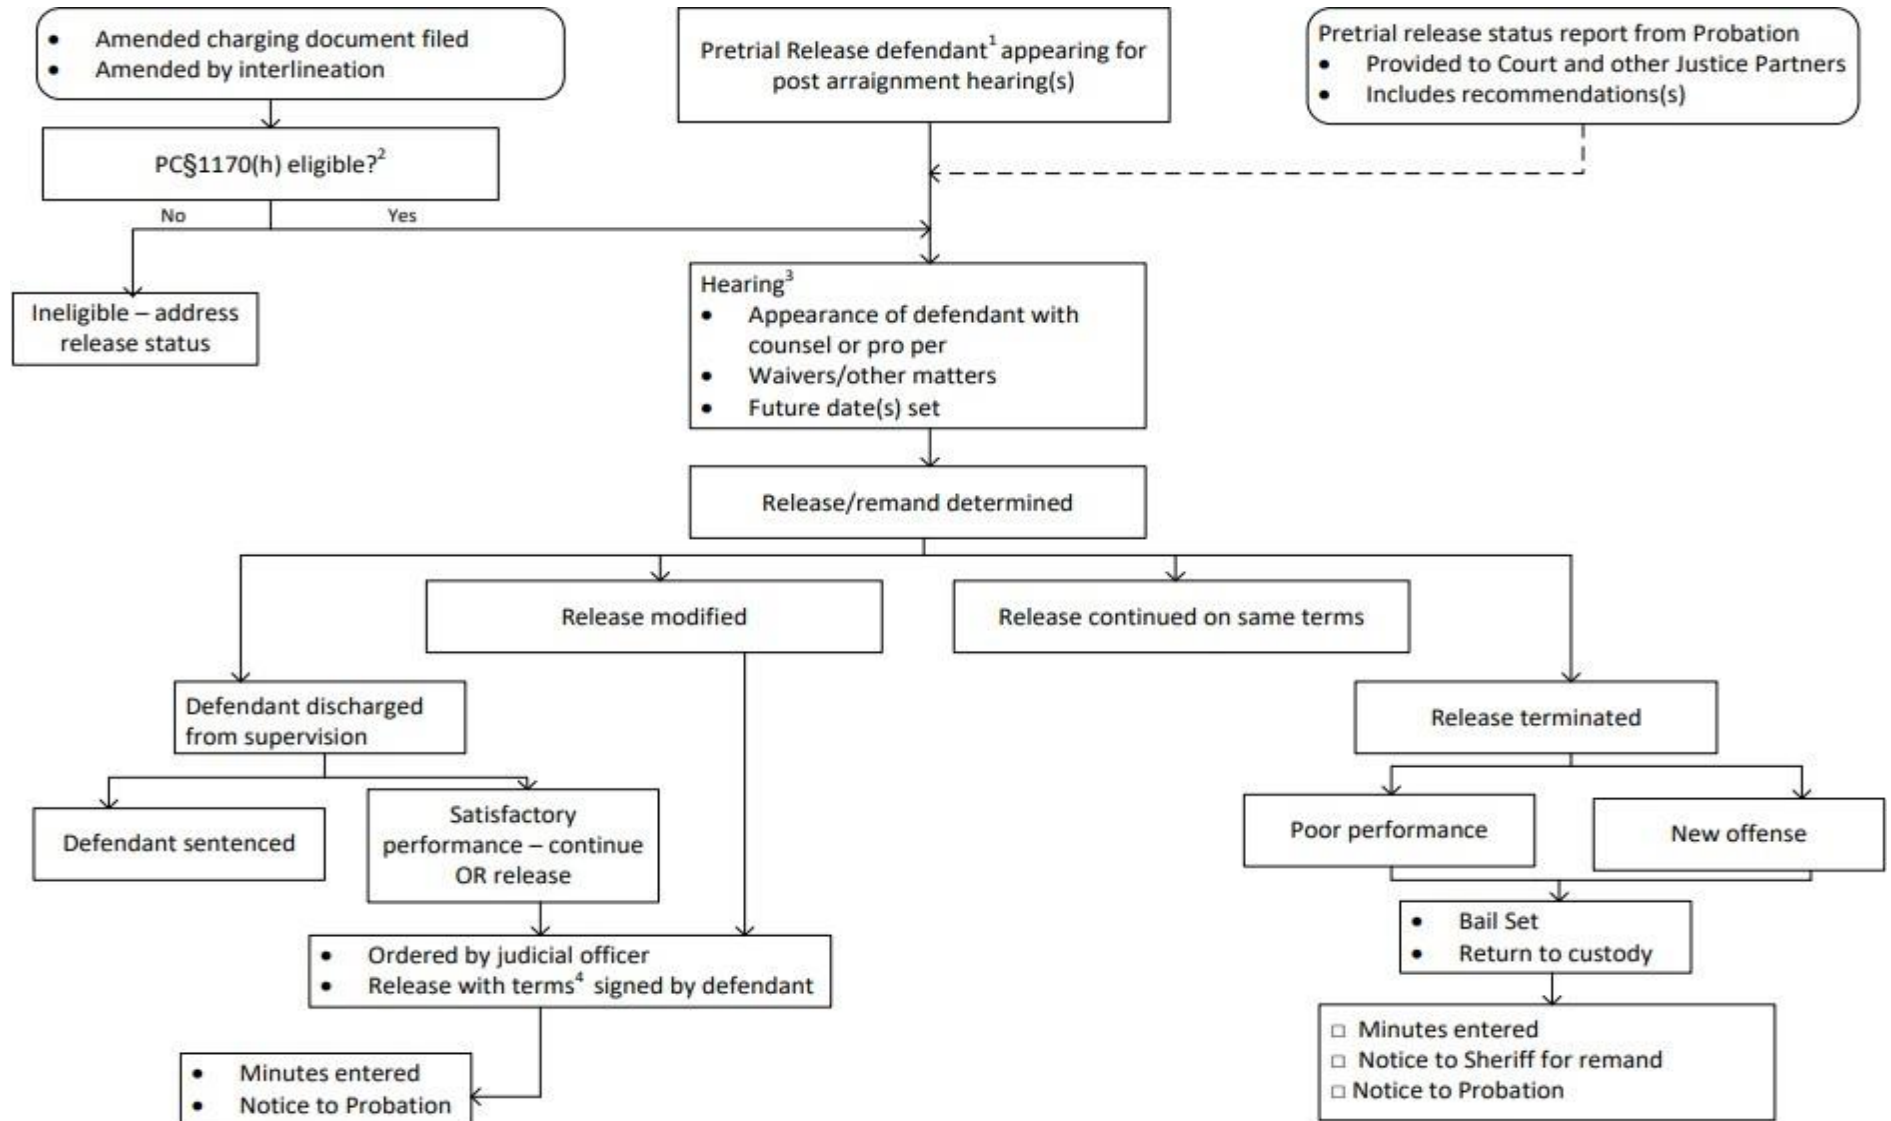 • Amended charging document filed
• Amended by interlineation
Pretrial Release defendant¹ appearing for
post arraignment hearing(s)
Pretrial release status report from Probation
• Provided to Court and other Justice Partners
• Includes recommendations(s)
PC§1170(h) eligible?²
No
Yes
Ineligible – address
release status
Hearing³
• Appearance of defendant with
counsel or pro per
• Waivers/other matters
• Future date(s) set
Release/remand determined
Release modified
Release continued on same terms
Defendant discharged
from supervision
Release terminated
Defendant sentenced
Satisfactory
performance – continue
OR release
Poor performance
New offense
• Ordered by judicial officer
• Release with terms⁴ signed by defendant
• Bail Set
• Return to custody
• Minutes entered
• Notice to Probation
□ Minutes entered
□ Notice to Sheriff for remand
□ Notice to Probation